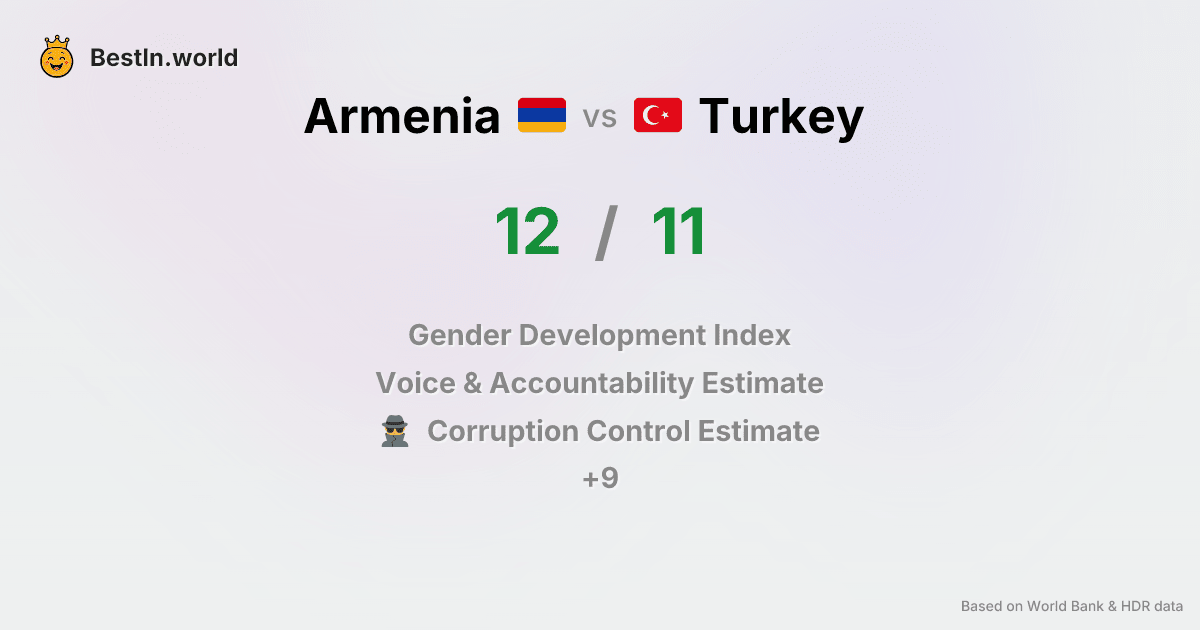 BestIn.world
Armenia vs Turkey
12 / 11
Gender Development Index
Voice & Accountability Estimate
Corruption Control Estimate
+9
Based on World Bank & HDR data